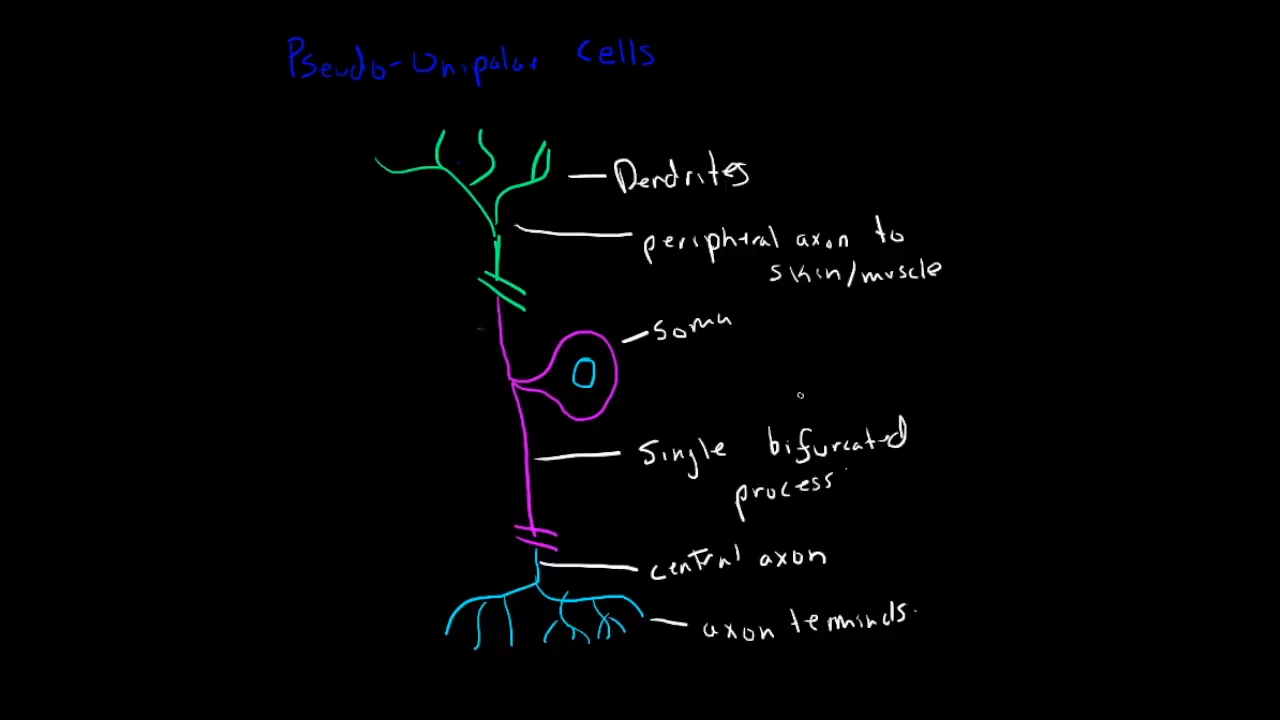 Pseudo-Unipolar Cells
Dendrites
peripheral axon to
skin/muscle
Soma
Single bifurcated
process
central axon
axon terminals